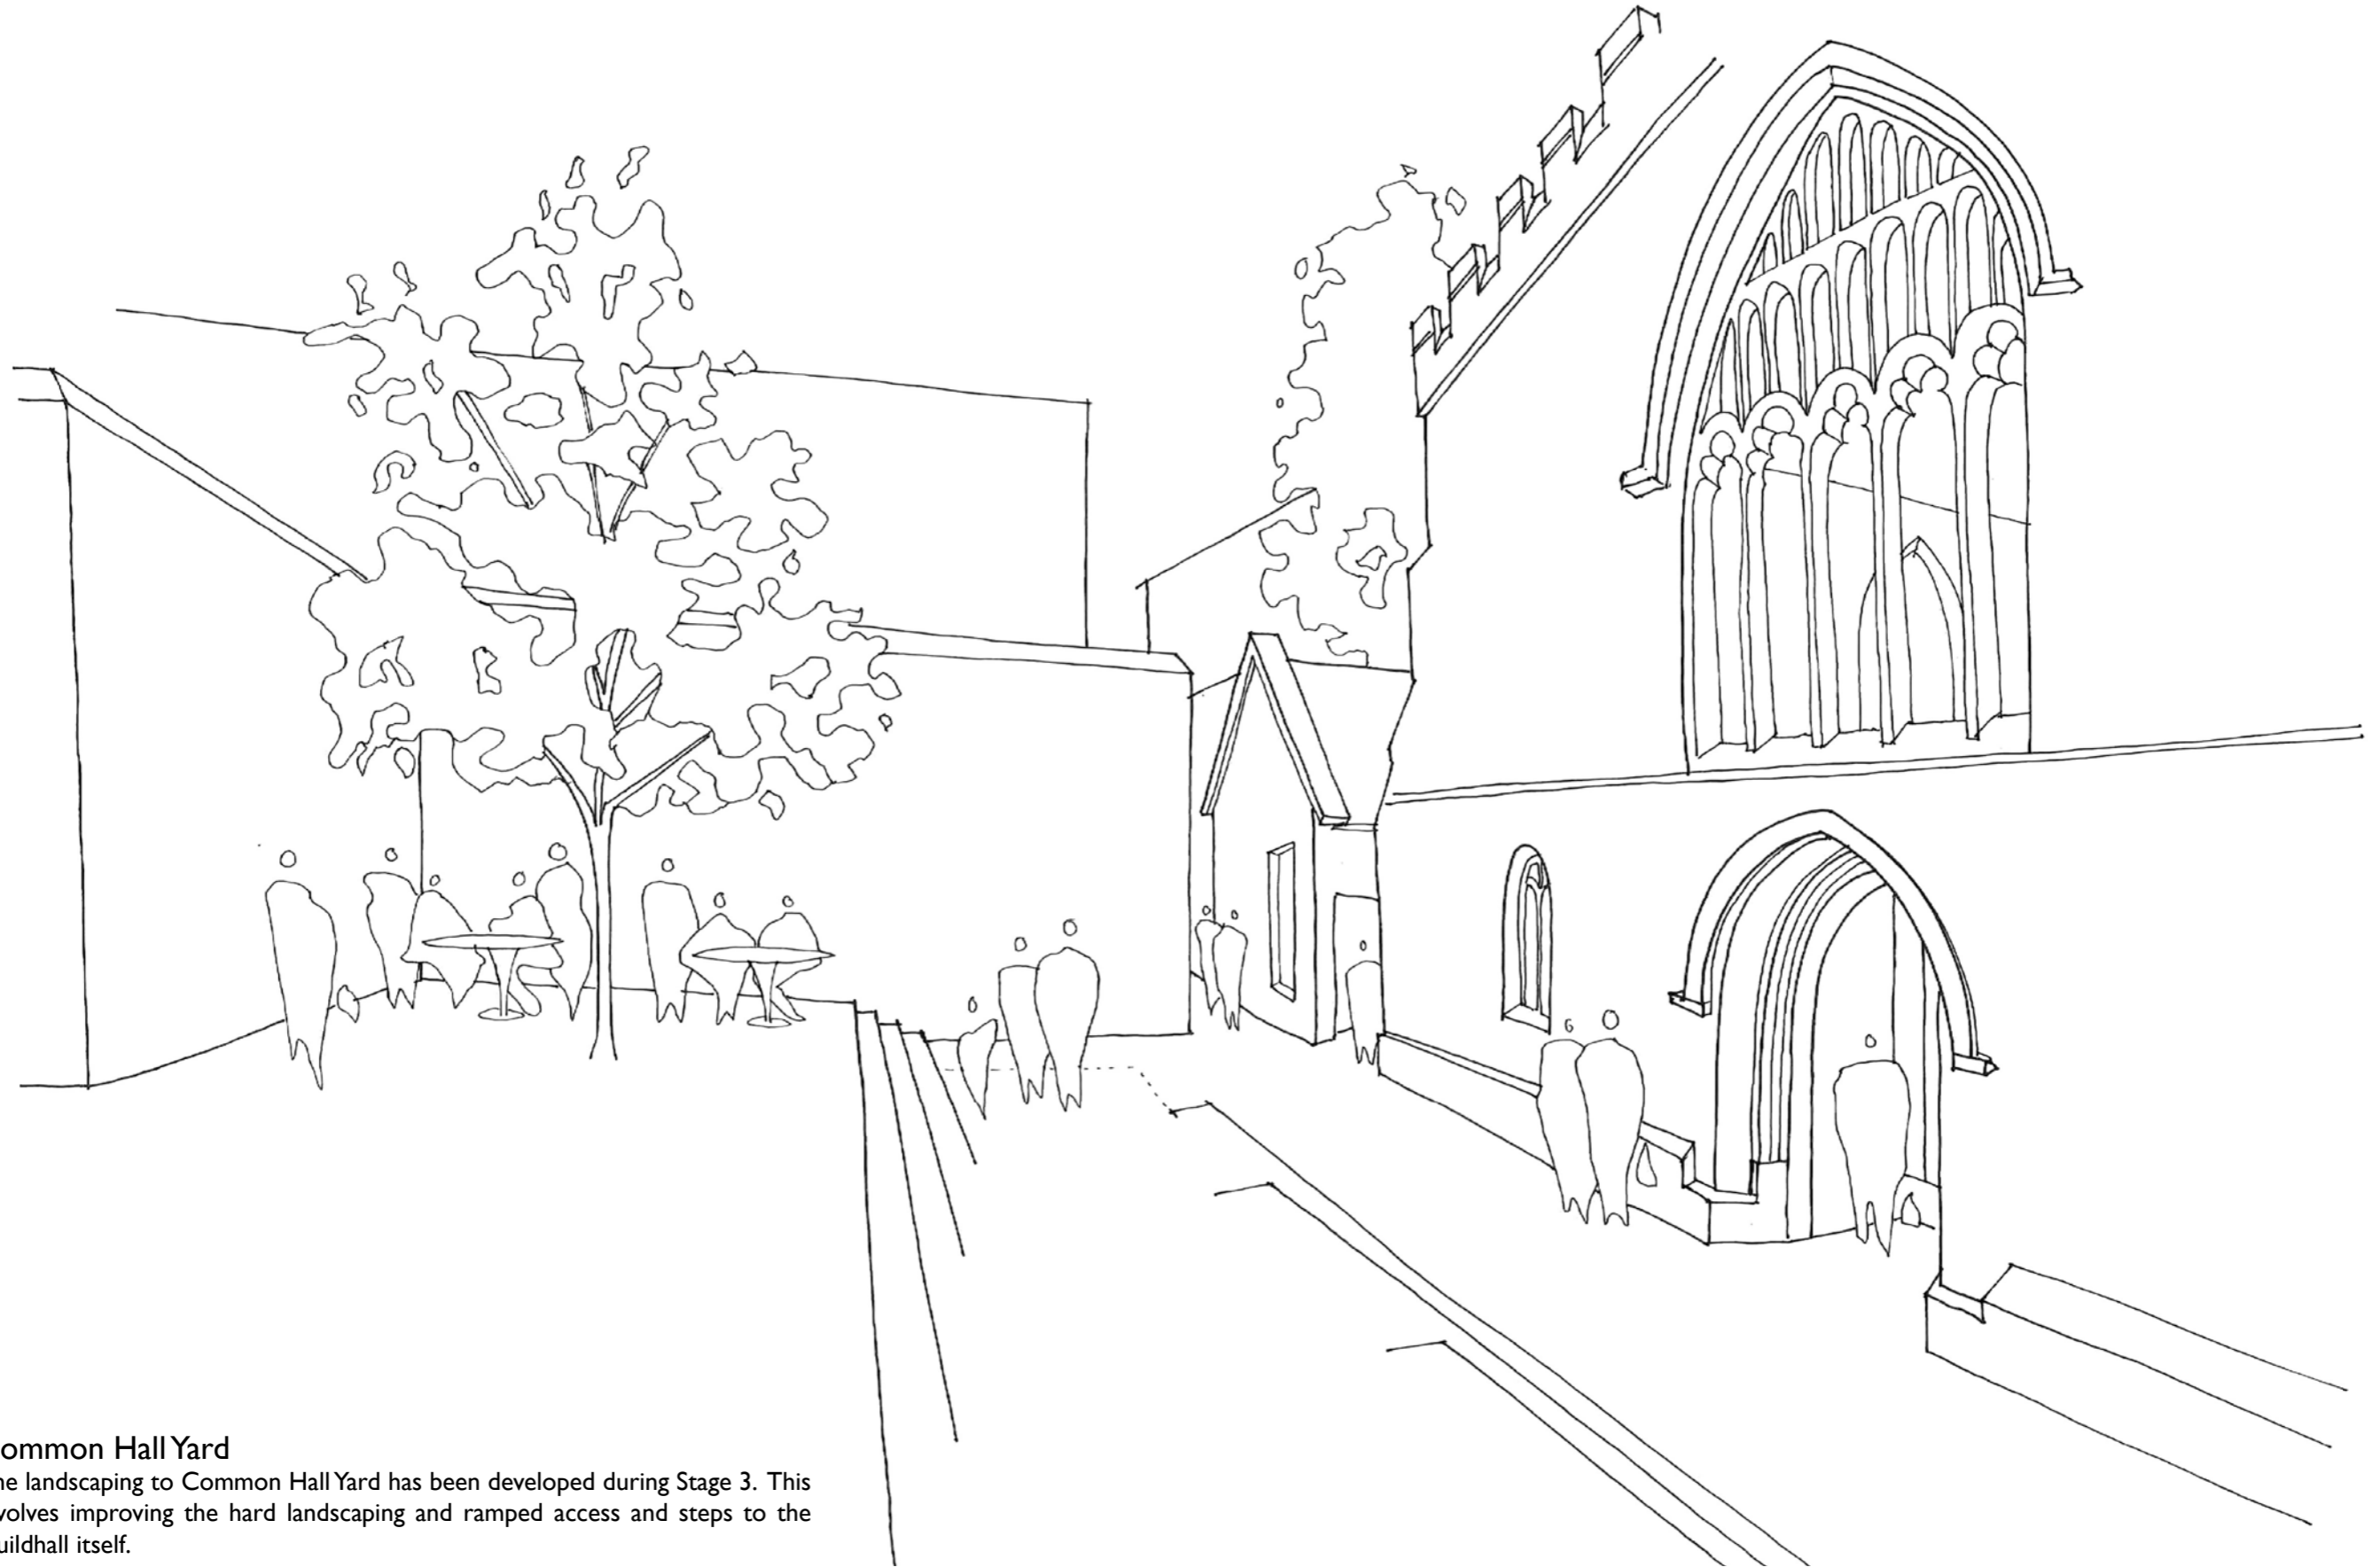 ommon Hall Yard
ne landscaping to Common Hall Yard has been developed during Stage 3. This
volves improving the hard landscaping and ramped access and steps to the
uildhall itself.